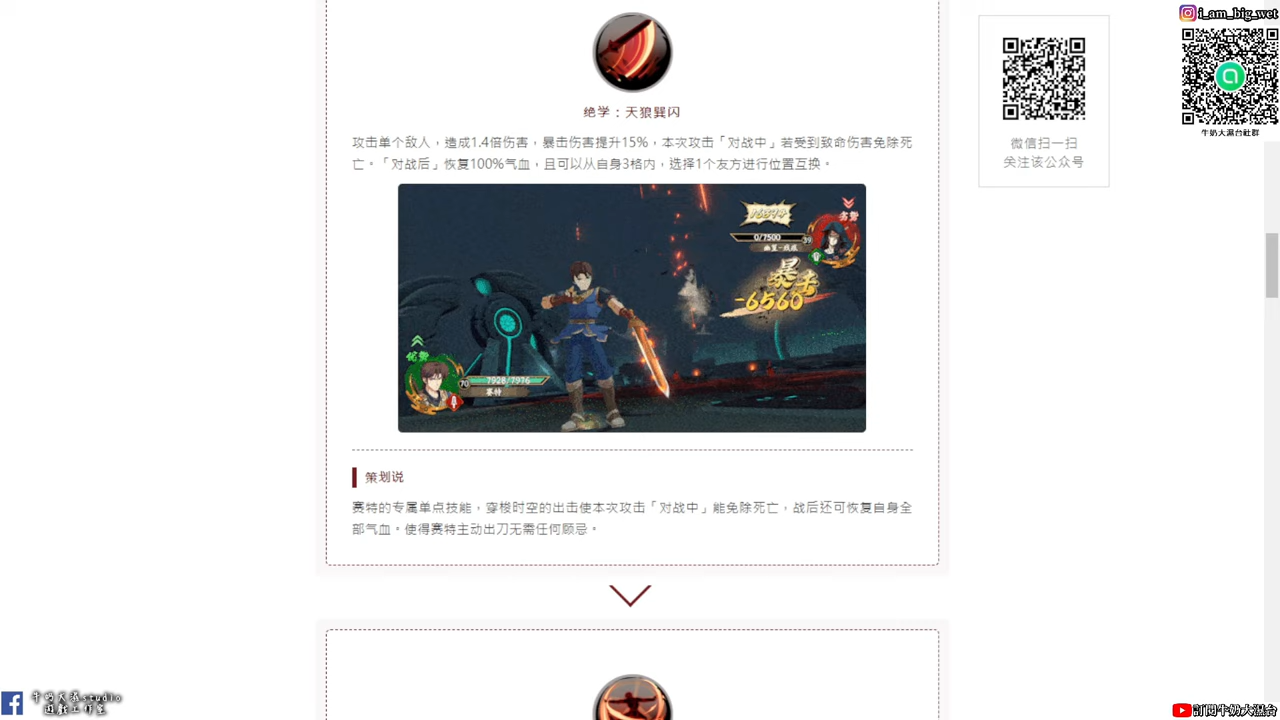 i_am_big_wet
牛奶大濕台社群
微信扫一扫
关注该公众号
绝学：天狼巽闪
攻击单个敌人，造成1.4倍伤害，暴击伤害提升15%，本次攻击「对战中」若受到致命伤害免除死
亡。「对战后」恢复100%气血，且可以从自身3格内，选择1个友方进行位置互换。
劣势
0/7500
39
暴击
-6560
优势
70
7928/7976
赛特
策划说
赛特的专属单点技能，穿梭时空的出击使本次攻击「对战中」能免除死亡，战后还可恢复自身全
部气血。使得赛特主动出刀无需任何顾忌。
牛奶大濕studio
遊戲工作室
訂閱牛奶大濕台